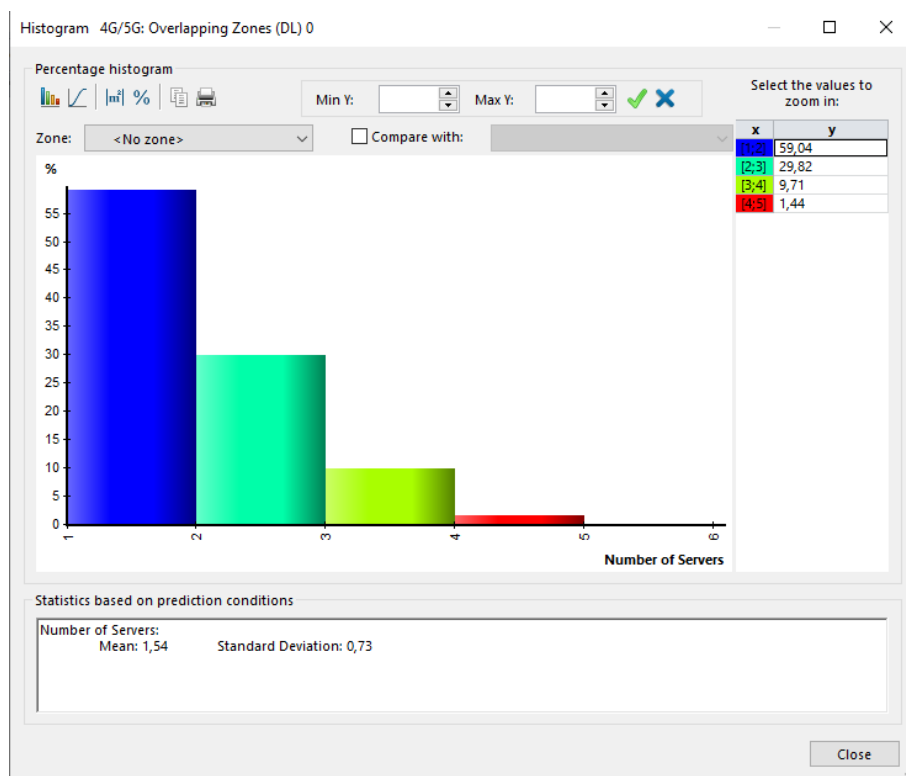 Histogram 4G/5G: Overlapping Zones (DL) 0
Percentage histogram
Min Y:
Max Y:
Zone:
<No zone>
Compare with:
Select the values to
zoom in:
x y
[1;2] 59,04
[2;3] 29,82
[3;4] 9,71
[4;5] 1,44
%
55
50
45
40
35
30
25
20
15
10
5
0
1 2 3 4 5 6
Number of Servers
Statistics based on prediction conditions
Number of Servers:
Mean: 1,54 Standard Deviation: 0,73
Close